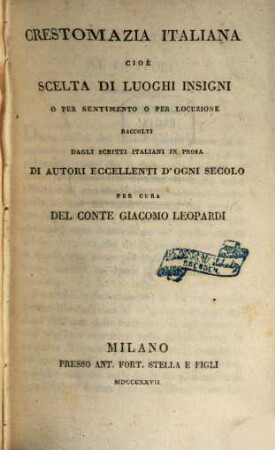 CRESTOMAZIA ITALIANA
CIOÈ
SCELTA DI LUOGHI INSIGNI
O PER SENTIMENTO O PER LOCUZIONE
RACCOLTI
DAGLI SCRITTI ITALIANI IN PROSA
DI AUTORI ECCELLENTI D'OGNI SECOLO
PER CURA
DEL CONTE GIACOMO LEOPARDI
DRESDEN.
MILANO
PRESSO ANT. FORT. STELLA E FIGLI
MDCCCXXVII